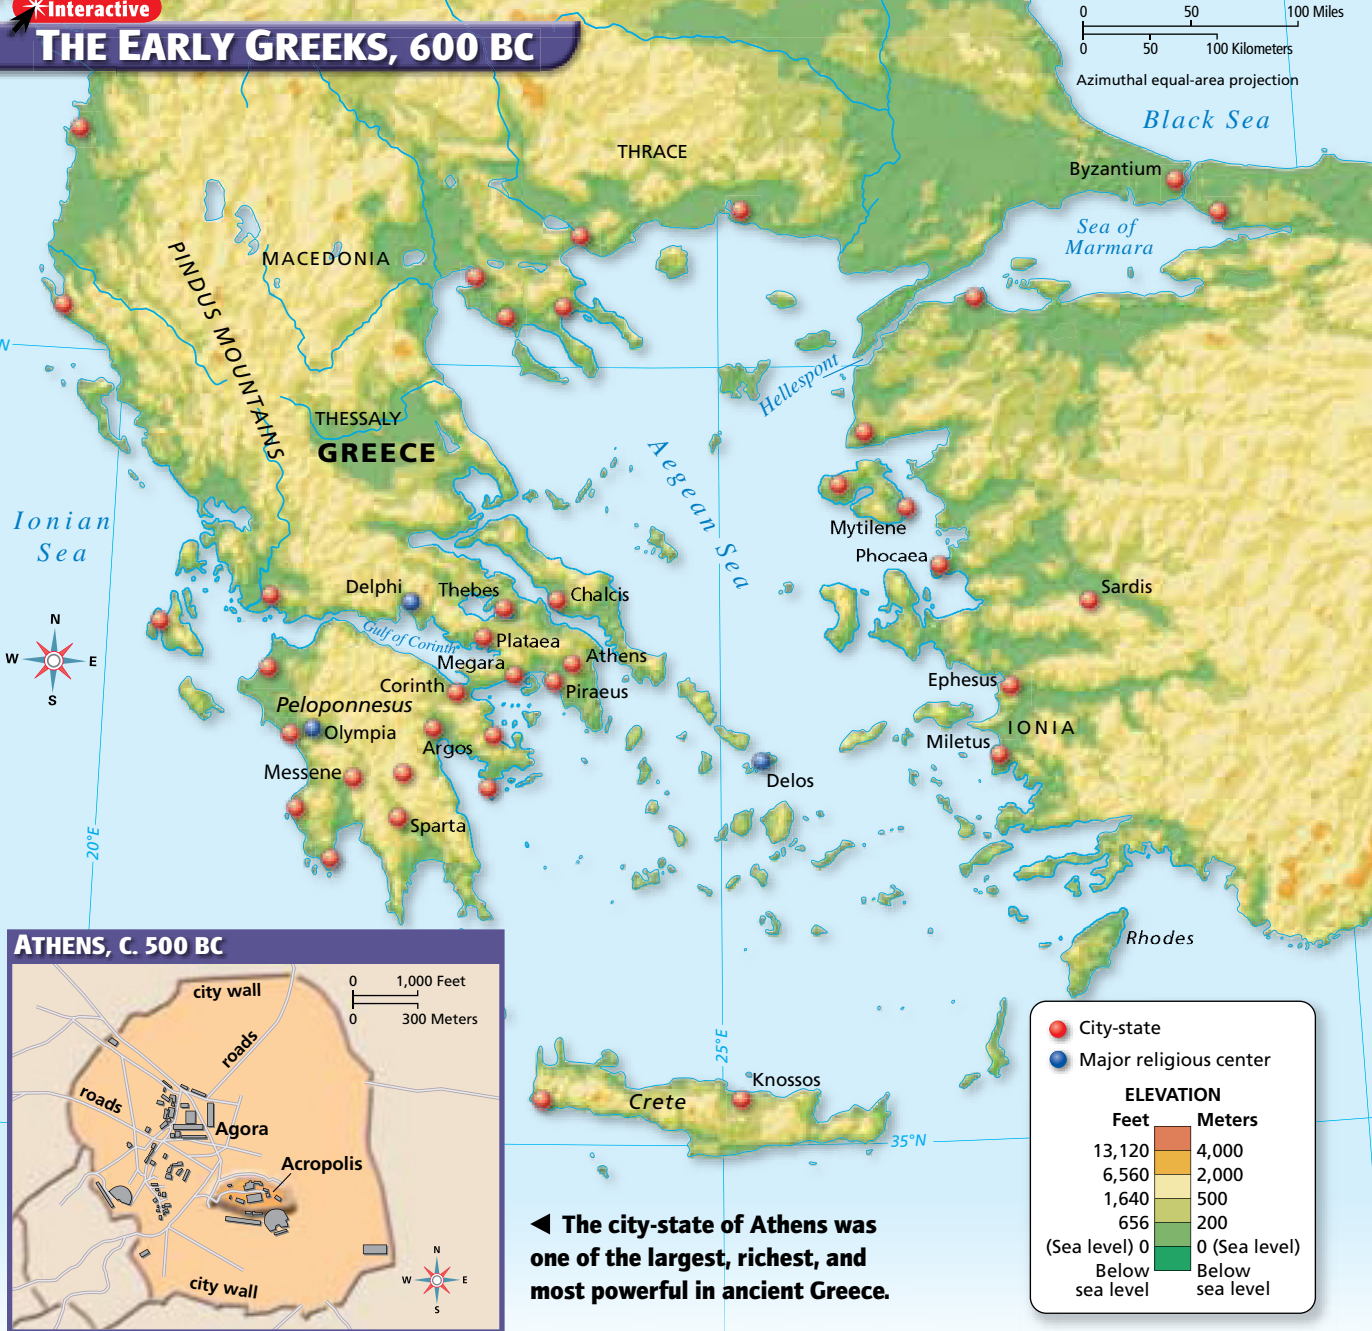 Interactive
THE EARLY GREEKS, 600 BC
0 50 100 Miles
0 50 100 Kilometers
Azimuthal equal-area projection
Black Sea
THRACE
Byzantium
Sea of
Marmara
MACEDONIA
PINDUS MOUNTAINS
N
Hellespont
THESSALY
GREECE
Aegean Sea
Ionian
Sea
Mytilene
Phocaea
Sardis
Delphi
Thebes
Chalcis
Gulf of Corinth
Plataea
Megara
Athens
N
W E
S
Corinth
Piraeus
Ephesus
Peloponnesus
Olympia
Argos
IONIA
Miletus
Messene
Delos
Sparta
20°E
Rhodes
25°E
Knossos
Crete
35°N
ATHENS, C. 500 BC
city wall
0 1,000 Feet
0 300 Meters
roads
roads
Agora
Acropolis
city wall
N
W E
S
◀ The city-state of Athens was
one of the largest, richest, and
most powerful in ancient Greece.
City-state
Major religious center
ELEVATION
Feet Meters
13,120 4,000
6,560 2,000
1,640 500
656 200
(Sea level) 0 0 (Sea level)
Below Below
sea level sea level